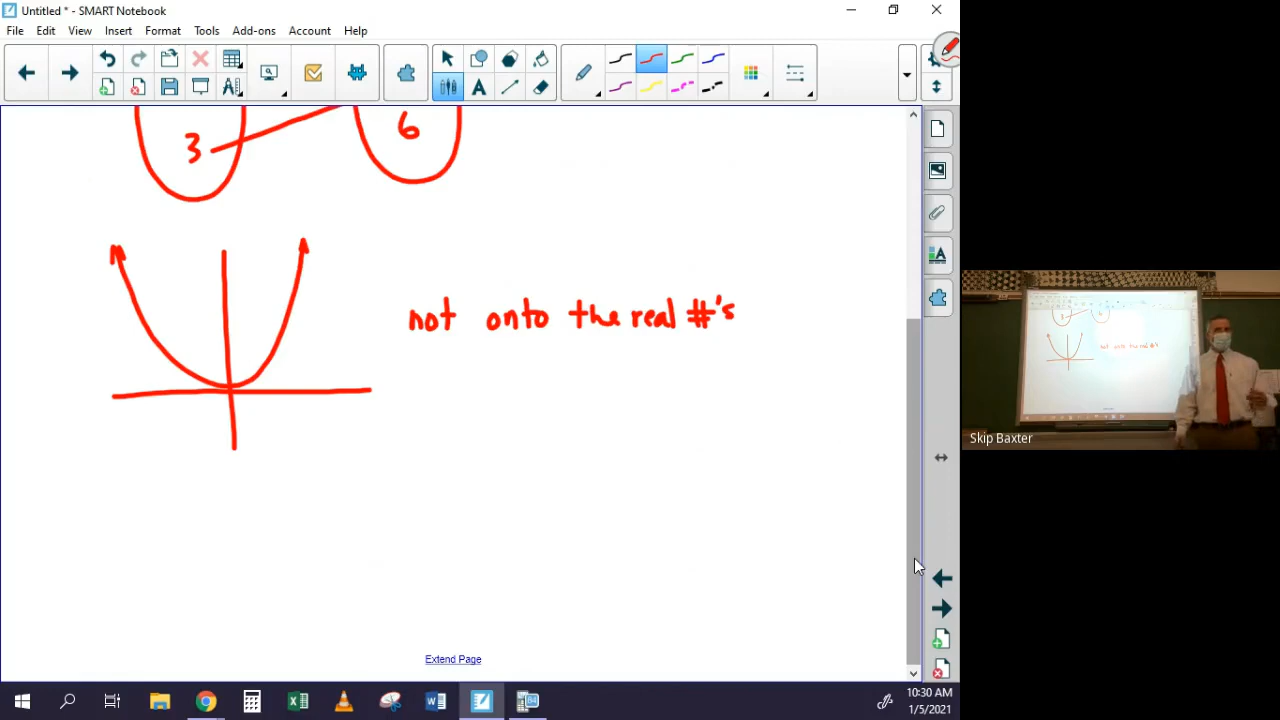 Untitled * - SMART Notebook
File Edit View Insert Format Tools Add-ons Account Help
3
6
not onto the real #'s
Extend Page
Skip Baxter
10:30 AM
1/5/2021